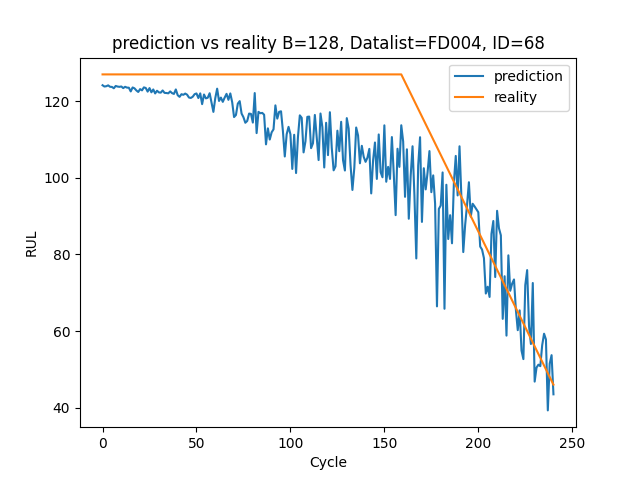 prediction vs reality B=128, Datalist=FD004, ID=68
prediction
reality
RUL
120
100
80
60
40
0
50
100
150
200
250
Cycle